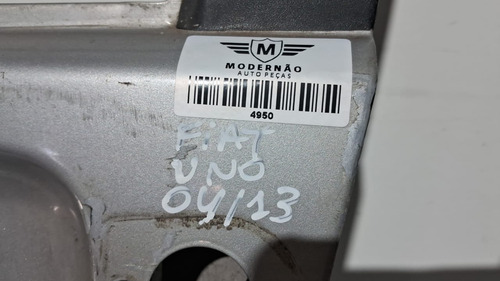 M
MODERNÃO
AUTO PEÇAS
4950
FIAT
UNO
04/13